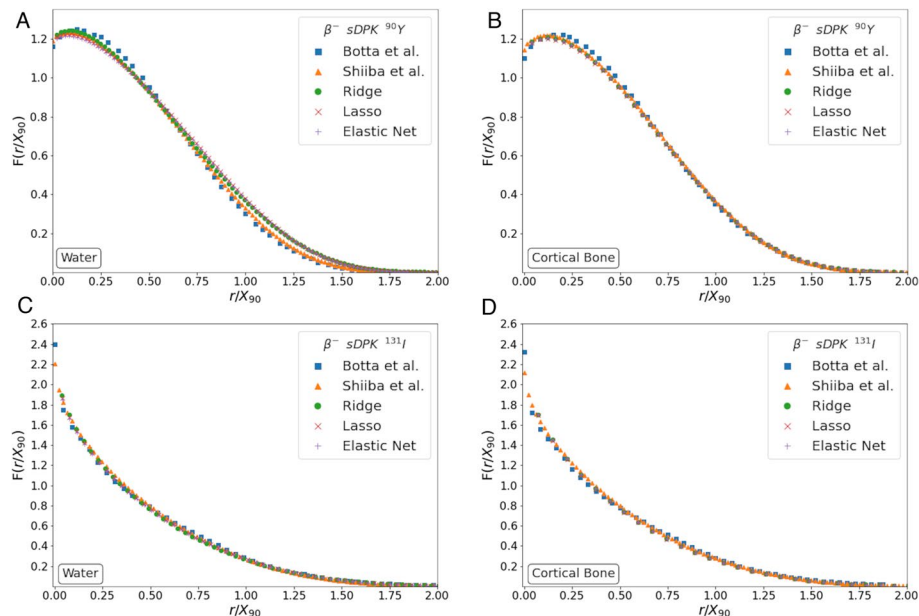 A
β⁻ sDPK ⁹⁰Y
Botta et al.
Shiiba et al.
Ridge
Lasso
Elastic Net
1.2
1.0
0.8
0.6
0.4
0.2
F(r/X₉₀)
Water
0.00 0.25 0.50 0.75 1.00 1.25 1.50 1.75 2.00
r/X₉₀
B
β⁻ sDPK ⁹⁰Y
Botta et al.
Shiiba et al.
Ridge
Lasso
Elastic Net
1.2
1.0
0.8
0.6
0.4
0.2
F(r/X₉₀)
Cortical Bone
0.00 0.25 0.50 0.75 1.00 1.25 1.50 1.75 2.00
r/X₉₀
C
β⁻ sDPK ¹³¹I
Botta et al.
Shiiba et al.
Ridge
Lasso
Elastic Net
2.6
2.4
2.2
2.0
1.8
1.6
1.4
1.2
1.0
0.8
0.6
0.4
0.2
F(r/X₉₀)
Water
0.00 0.25 0.50 0.75 1.00 1.25 1.50 1.75 2.00
r/X₉₀
D
β⁻ sDPK ¹³¹I
Botta et al.
Shiiba et al.
Ridge
Lasso
Elastic Net
2.6
2.4
2.2
2.0
1.8
1.6
1.4
1.2
1.0
0.8
0.6
0.4
0.2
F(r/X₉₀)
Cortical Bone
0.00 0.25 0.50 0.75 1.00 1.25 1.50 1.75 2.00
r/X₉₀